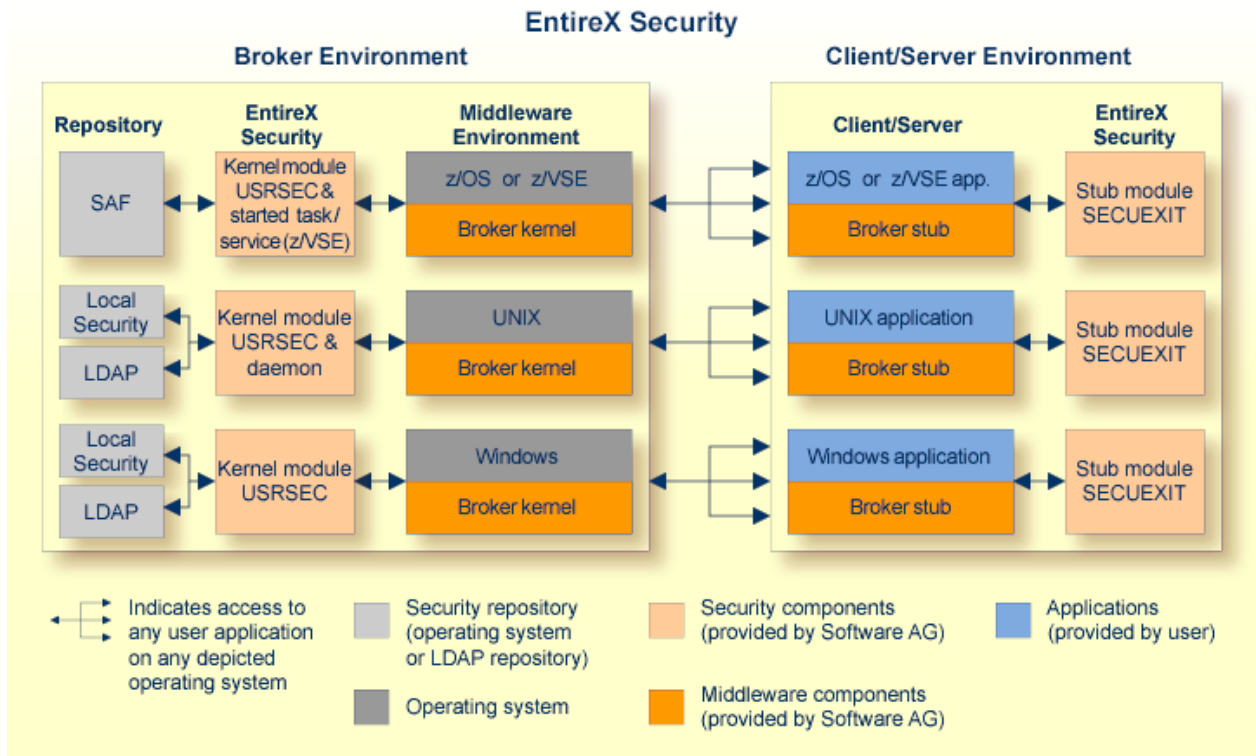 EntireX Security
Broker Environment
Client/Server Environment
Repository
EntireX
Security
Middleware
Environment
Client/Server
EntireX
Security
SAF
Kernel module
USRSEC &
started task/
service (z/VSE)
z/OS or z/VSE
Broker kernel
z/OS or z/VSE app.
Broker stub
Stub module
SECUEXIT
Local
Security
LDAP
Kernel module
USRSEC &
daemon
UNIX
Broker kernel
UNIX application
Broker stub
Stub module
SECUEXIT
Local
Security
LDAP
Kernel module
USRSEC
Windows
Broker kernel
Windows application
Broker stub
Stub module
SECUEXIT
Indicates access to
any user application
on any depicted
operating system
Security repository
(operating system
or LDAP repository)
Operating system
Security components
(provided by Software AG)
Middleware components
(provided by Software AG)
Applications
(provided by user)